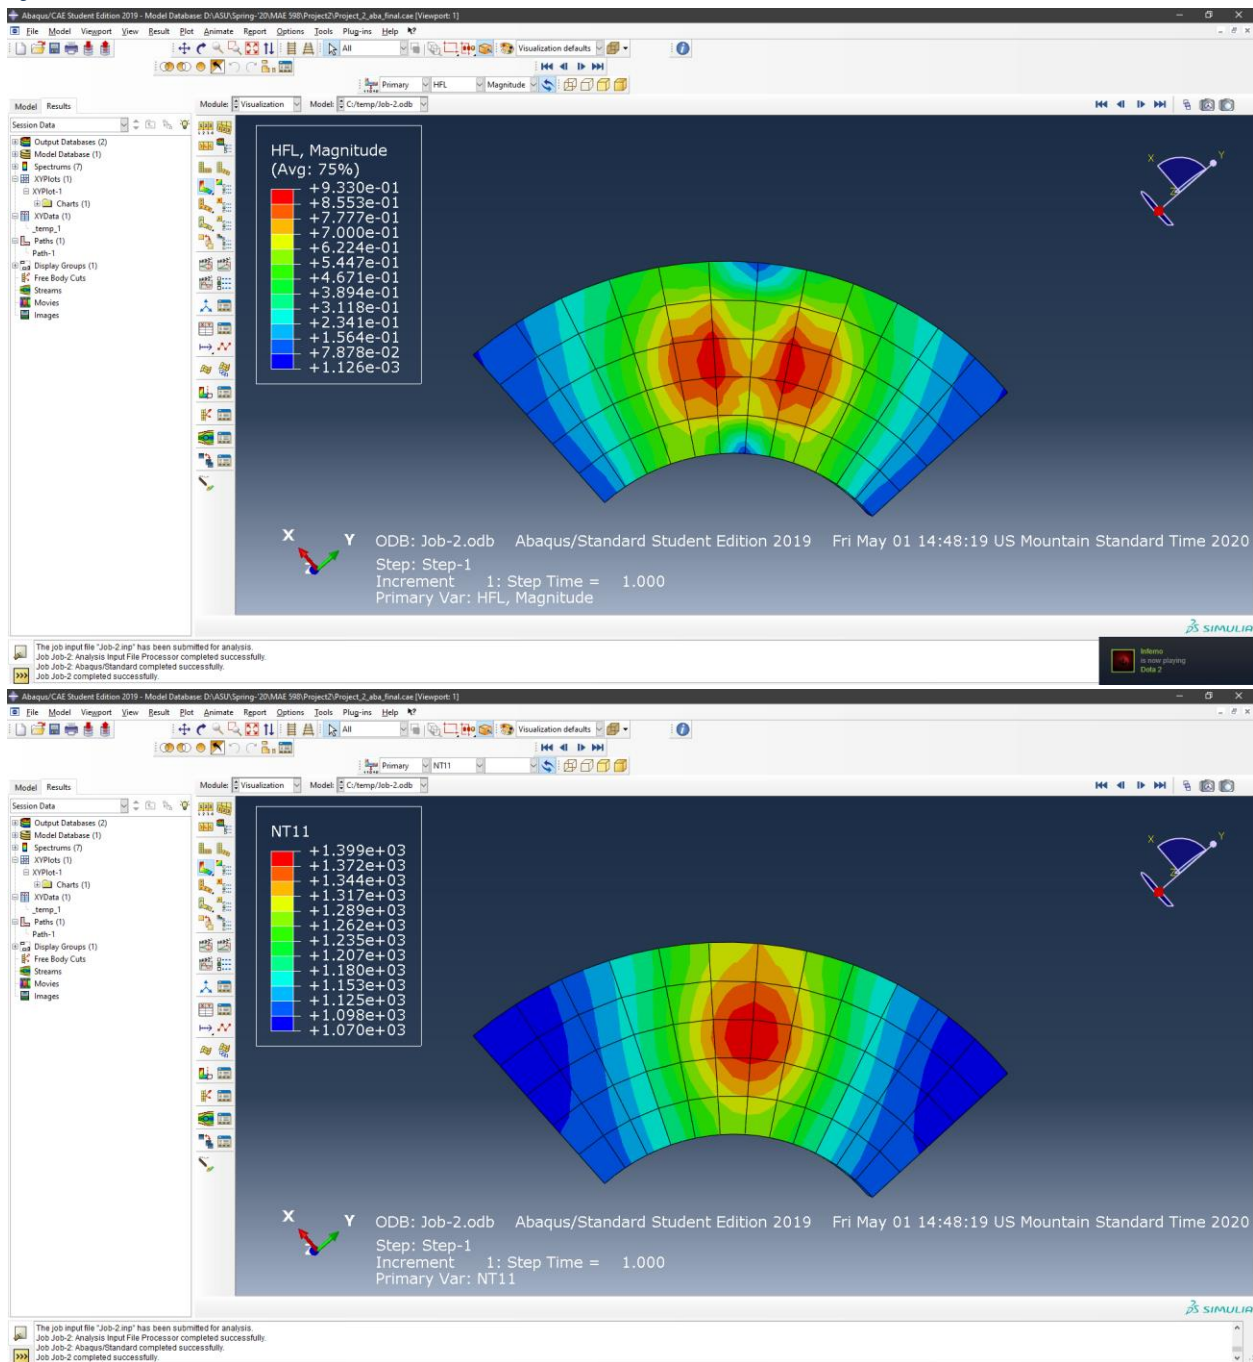 Abaqus/CAE Student Edition 2019 - Model Database: D:\ASU\Spring-'20\MAE 598\Project2\Project_2_aba_final.cae [Viewport: 1]
File Model Viewport View Result Plot Animate Report Options Tools Plug-ins Help
All Visualization defaults
Primary HFL Magnitude
Model Results Module: Visualization Model: C:/temp/Job-2.odb
Session Data
Output Databases (2)
Model Database (1)
Spectrums (7)
XYPlots (1)
XYPlot-1
Charts (1)
XYData (1)
_temp_1
Paths (1)
Path-1
Display Groups (1)
Free Body Cuts
Streams
Movies
Images
HFL, Magnitude
(Avg: 75%)
+9.330e-01
+8.553e-01
+7.777e-01
+7.000e-01
+6.224e-01
+5.447e-01
+4.671e-01
+3.894e-01
+3.118e-01
+2.341e-01
+1.564e-01
+7.878e-02
+1.126e-03
X Y Z
X Y
ODB: Job-2.odb Abaqus/Standard Student Edition 2019 Fri May 01 14:48:19 US Mountain Standard Time 2020
Step: Step-1
Increment 1: Step Time = 1.000
Primary Var: HFL, Magnitude
SIMULIA
The job input file "Job-2.inp" has been submitted for analysis.
Job Job-2: Analysis Input File Processor completed successfully.
Job Job-2: Abaqus/Standard completed successfully.
Job Job-2 completed successfully.
Inferno
is now playing
Dota 2
Abaqus/CAE Student Edition 2019 - Model Database: D:\ASU\Spring-'20\MAE 598\Project2\Project_2_aba_final.cae [Viewport: 1]
File Model Viewport View Result Plot Animate Report Options Tools Plug-ins Help
All Visualization defaults
Primary NT11
Model Results Module: Visualization Model: C:/temp/Job-2.odb
Session Data
Output Databases (2)
Model Database (1)
Spectrums (7)
XYPlots (1)
XYPlot-1
Charts (1)
XYData (1)
_temp_1
Paths (1)
Path-1
Display Groups (1)
Free Body Cuts
Streams
Movies
Images
NT11
+1.399e+03
+1.372e+03
+1.344e+03
+1.317e+03
+1.289e+03
+1.262e+03
+1.235e+03
+1.207e+03
+1.180e+03
+1.153e+03
+1.125e+03
+1.098e+03
+1.070e+03
X Y Z
X Y
ODB: Job-2.odb Abaqus/Standard Student Edition 2019 Fri May 01 14:48:19 US Mountain Standard Time 2020
Step: Step-1
Increment 1: Step Time = 1.000
Primary Var: NT11
SIMULIA
The job input file "Job-2.inp" has been submitted for analysis.
Job Job-2: Analysis Input File Processor completed successfully.
Job Job-2: Abaqus/Standard completed successfully.
Job Job-2 completed successfully.